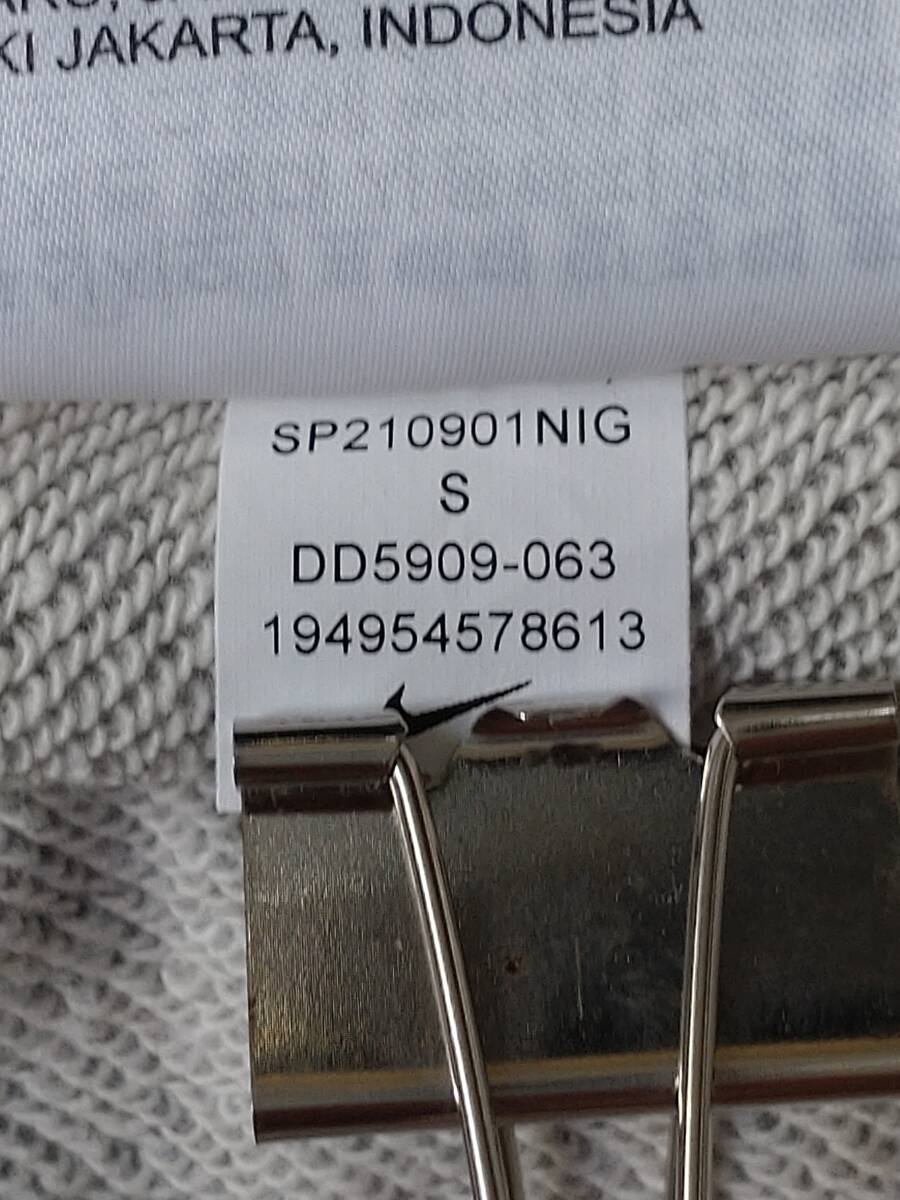 KI JAKARTA, INDONESIA
SP210901NIG
S
DD5909-063
194954578613